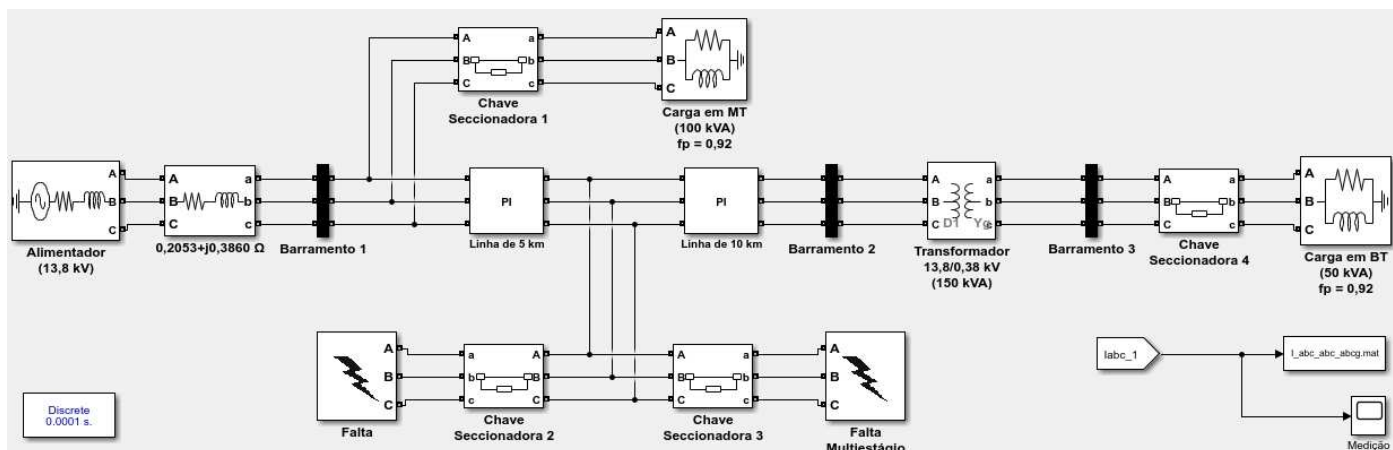 A
B
C
a
b
c
Chave
Seccionadora 1
A
B
C
Carga em MT
(100 kVA)
fp = 0,92
A
B
C
Alimentador
(13,8 kV)
A
B
C
a
b
c
0,2053+j0,3860 Ω
Barramento 1
PI
Linha de 5 km
PI
Linha de 10 km
Barramento 2
A
B
C
D1
Yg
a
b
c
Transformador
13,8/0,38 kV
(150 kVA)
Barramento 3
A
B
C
a
b
c
Chave
Seccionadora 4
A
B
C
Carga em BT
(50 kVA)
fp = 0,92
A
B
C
Falta
a
b
c
A
B
C
Chave
Seccionadora 2
A
B
C
a
b
c
Chave
Seccionadora 3
A
B
C
Falta
Multiestágio
Iabc_1
I_abc_abc_abcg.mat
Medição
Discrete
0.0001 s.